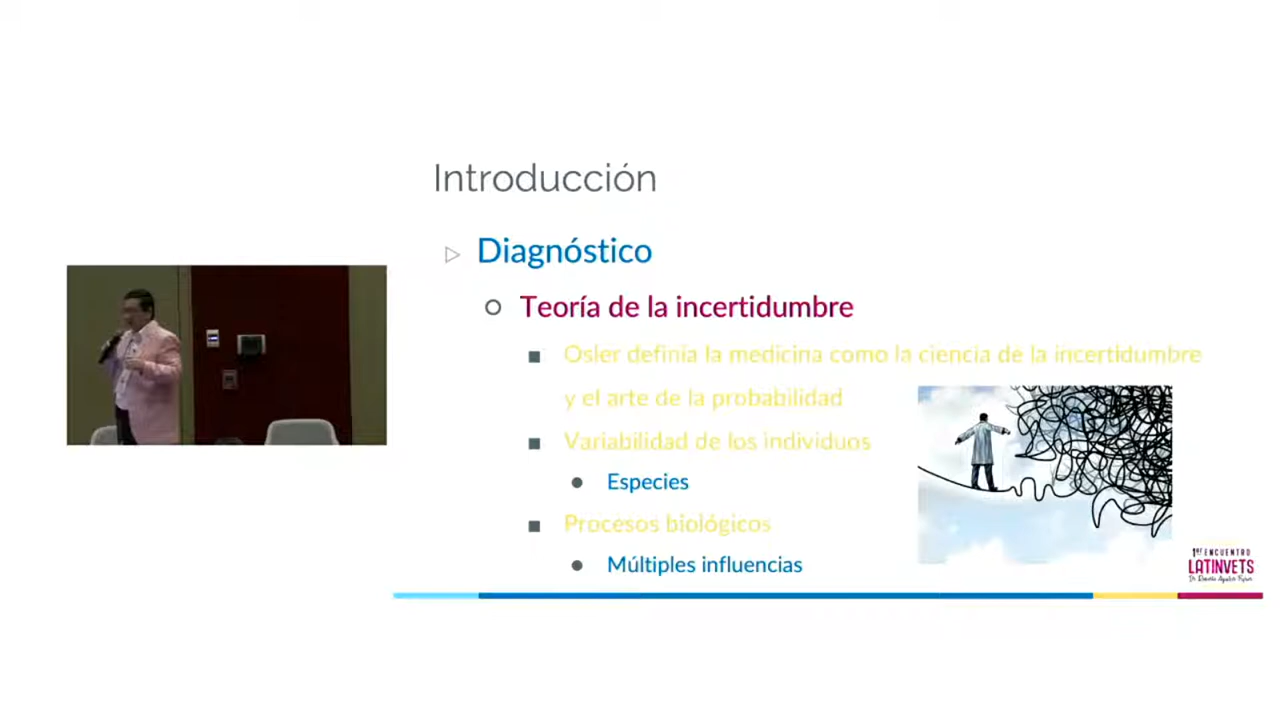 Introducción
Diagnóstico
Teoría de la incertidumbre
Osler definía la medicina como la ciencia de la incertidumbre
y el arte de la probabilidad
Variabilidad de los individuos
Especies
Procesos biológicos
Múltiples influencias
1er ENCUENTRO
LATINVETS